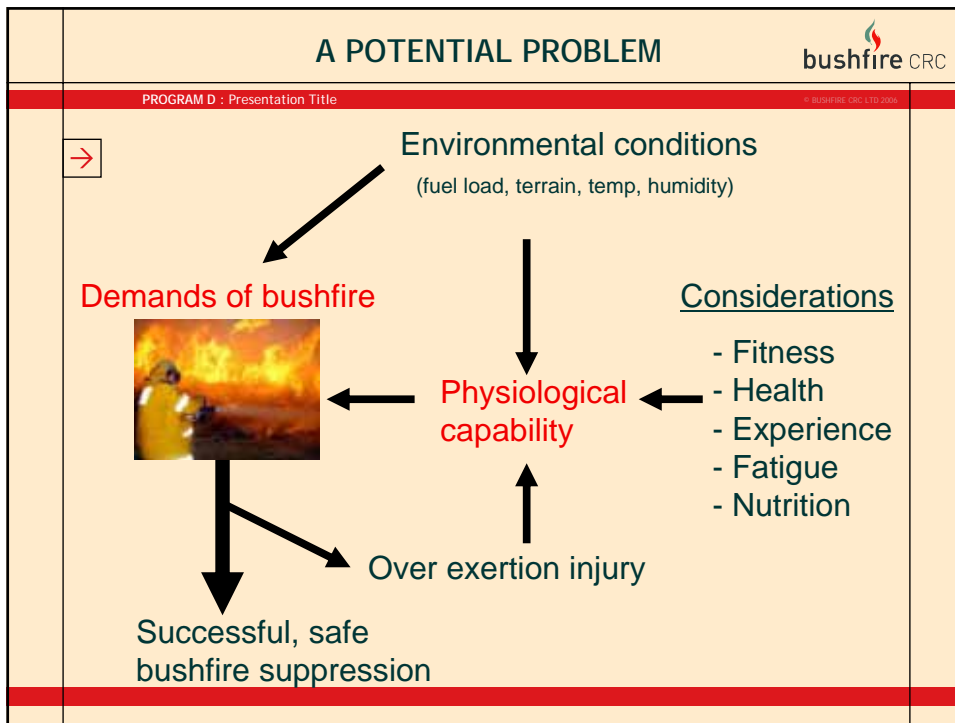 A POTENTIAL PROBLEM
bushfire CRC
PROGRAM D : Presentation Title
© BUSHFIRE CRC LTD 2006
Environmental conditions
(fuel load, terrain, temp, humidity)
Demands of bushfire
Considerations
- Fitness
- Health
- Experience
- Fatigue
- Nutrition
Physiological
capability
Over exertion injury
Successful, safe
bushfire suppression